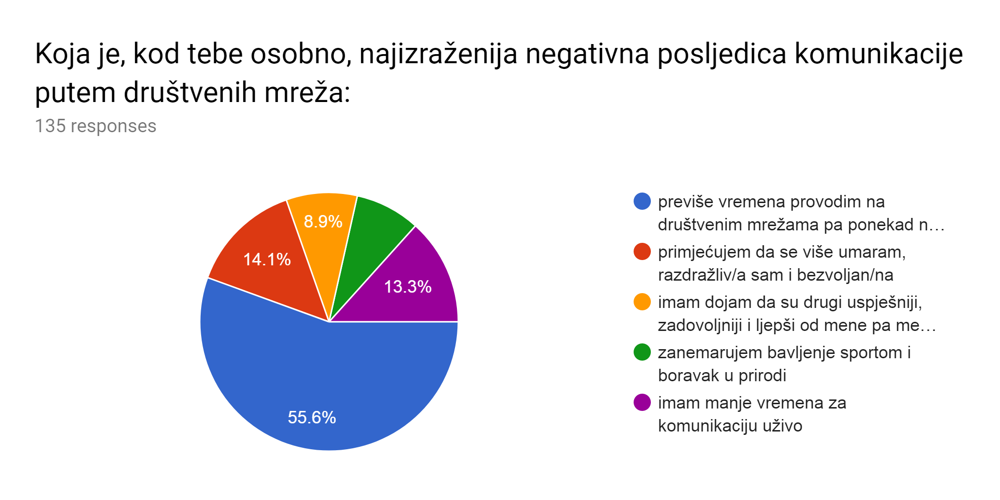 Koja je, kod tebe osobno, najizraženija negativna posljedica komunikacije
putem društvenih mreža:
135 responses
8.9%
14.1%
13.3%
55.6%
previše vremena provodim na
društvenim mrežama pa ponekad n…
primjećujem da se više umaram,
razdražliv/a sam i bezvoljan/na
imam dojam da su drugi uspješniji,
zadovoljniji i ljepši od mene pa me…
zanemarujem bavljenje sportom i
boravak u prirodi
imam manje vremena za
komunikaciju uživo